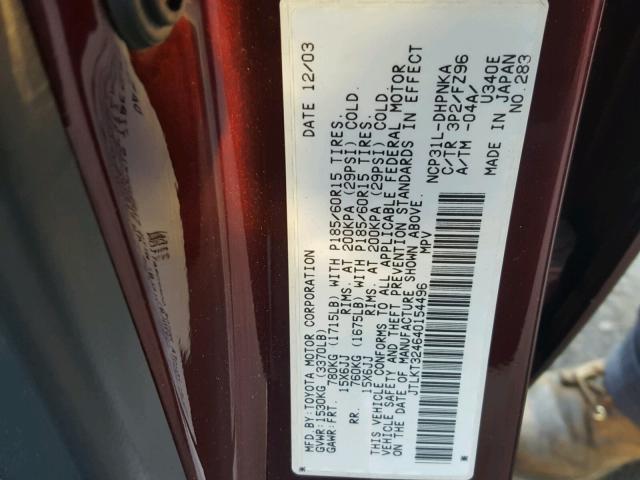 MFD.BY:TOYOTA MOTOR CORPORATION DATE 12/03
GVWR:1530KG (3370LB)
GAWR:FRT. 780KG (1715LB) WITH P185/60R15 TIRES.
15X6JJ RIMS. AT 200KPA (29PSI) COLD.
RR. 760KG (1675LB) WITH P185/60R15 TIRES.
15X6JJ RIMS. AT 200KPA (29PSI) COLD.
THIS VEHICLE CONFORMS TO ALL APPLICABLE FEDERAL MOTOR
VEHICLE SAFETY AND THEFT PREVENTION STANDARDS IN EFFECT
ON THE DATE OF MANUFACTURE SHOWN ABOVE.
JTLKT324640154496 MPV
NCP31L-DHPNKA
C/TR 3P2/FZ96
A/TM -04A/ U340E
MADE IN JAPAN
NO.283